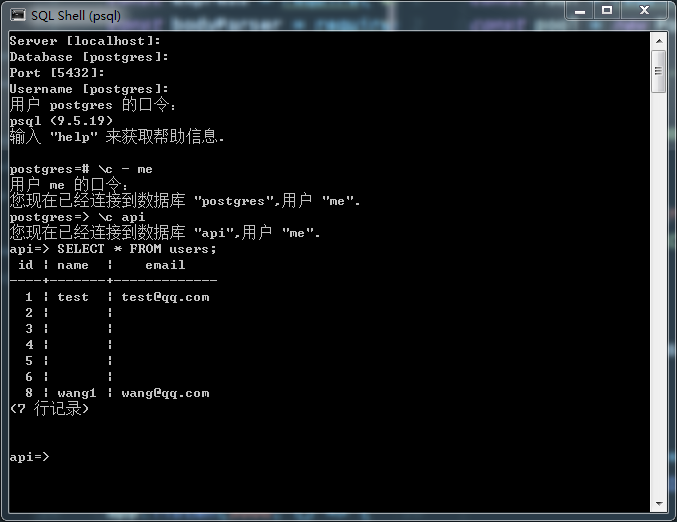 SQL Shell (psql)
Server [localhost]:
Database [postgres]:
Port [5432]:
Username [postgres]:
用户 postgres 的口令：
psql (9.5.19)
输入 "help" 来获取帮助信息.
postgres=# \c - me
用户 me 的口令：
您现在已经连接到数据库 "postgres",用户 "me".
postgres=> \c api
您现在已经连接到数据库 "api",用户 "me".
api=> SELECT * FROM users;
id | name | email
----+-------+-------------
1 | test | test@qq.com
2 | |
3 | |
4 | |
5 | |
6 | |
8 | wang1 | wang@qq.com
(7 行记录)
api=>